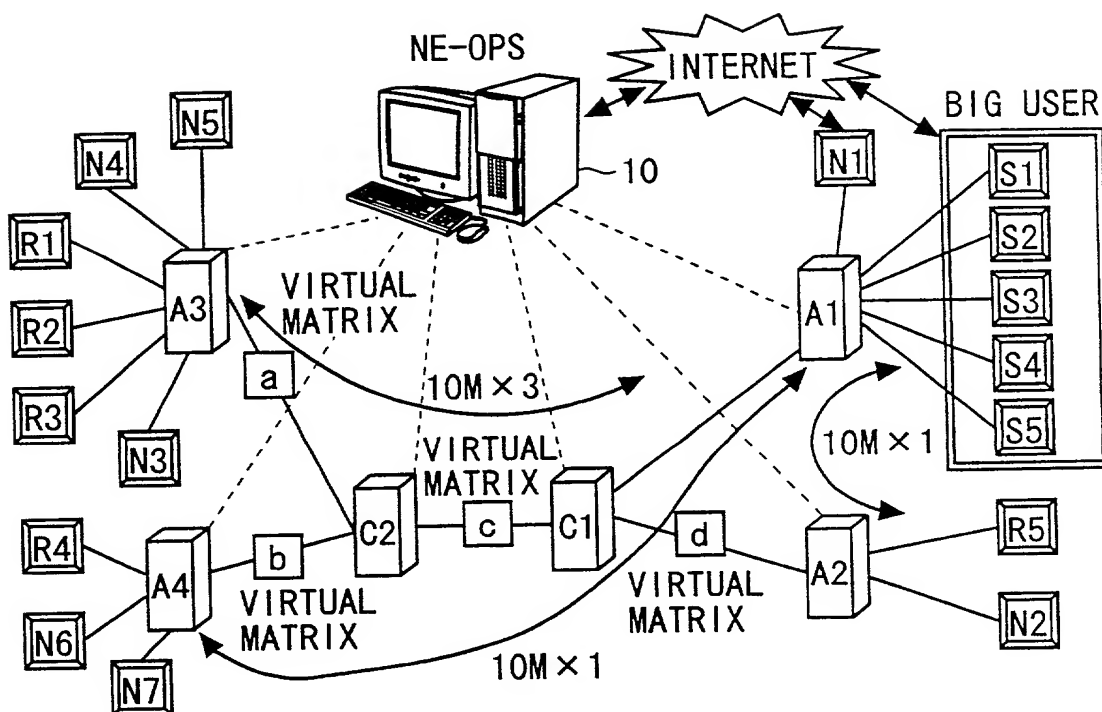 NE-OPS
INTERNET
BIG USER
N5
N4
N1
10
S1
R1
S2
VIRTUAL
MATRIX
A3
A1
S3
R2
a
10M×3
S4
R3
S5
N3
10M×1
VIRTUAL
MATRIX
R4
C2
c
C1
d
R5
b
A4
A2
VIRTUAL
MATRIX
VIRTUAL
MATRIX
N6
N2
10M×1
N7